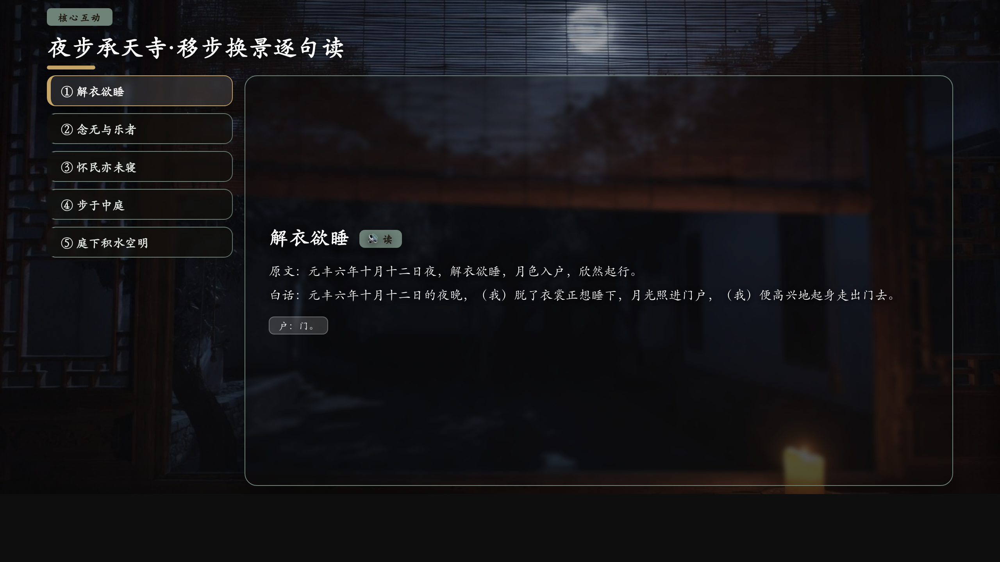 核心互动
夜步承天寺·移步换景逐句读
① 解衣欲睡
② 念无与乐者
③ 怀民亦未寝
④ 步于中庭
⑤ 庭下积水空明
解衣欲睡 🔊 读
原文：元丰六年十月十二日夜，解衣欲睡，月色入户，欣然起行。
白话：元丰六年十月十二日的夜晚，（我）脱了衣裳正想睡下，月光照进门户，（我）便高兴地起身走出门去。
户：门。